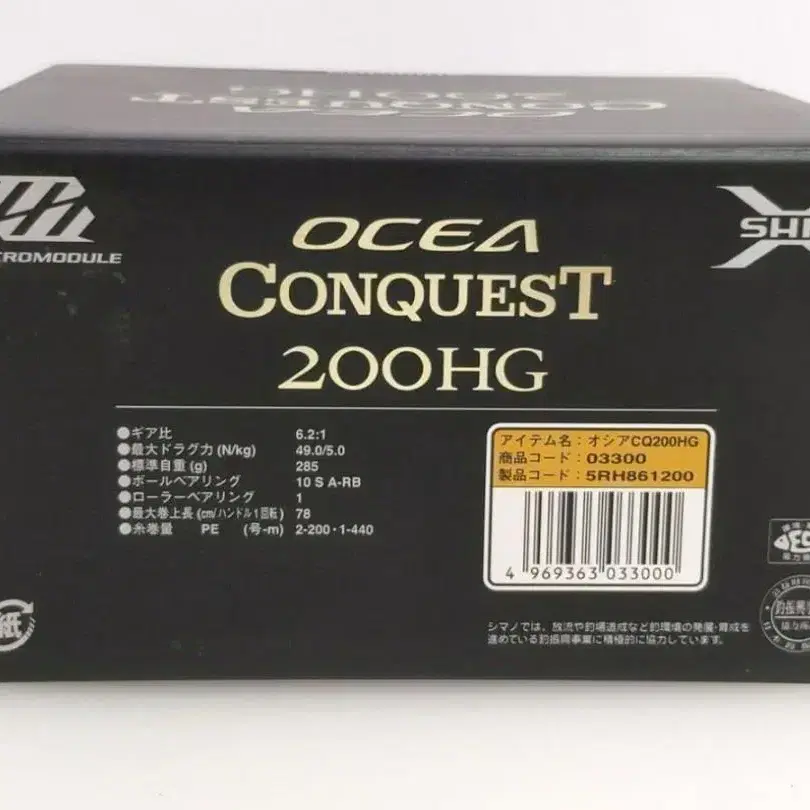 OCEA
CONQUEST
200HG
CROMODULE
SHI
OCEA
CONQUEST
200HG
●ギア比 6.2:1
●最大ドラグ力(N/kg) 49.0/5.0
●標準自重(g) 285
●ボールベアリング 10 S A-RB
●ローラーベアリング 1
●最大巻上長(cm/ハンドル1回転) 78
●糸巻量 PE (号-m) 2-200・1-440
アイテム名：オシアCQ200HG
商品コード：03300
製品コード：5RH861200
4 969363 033000
シマノでは、放流や釣場造成など釣環境の発展・育成を
進めている釣振興事業に積極的に協力しています。
紙